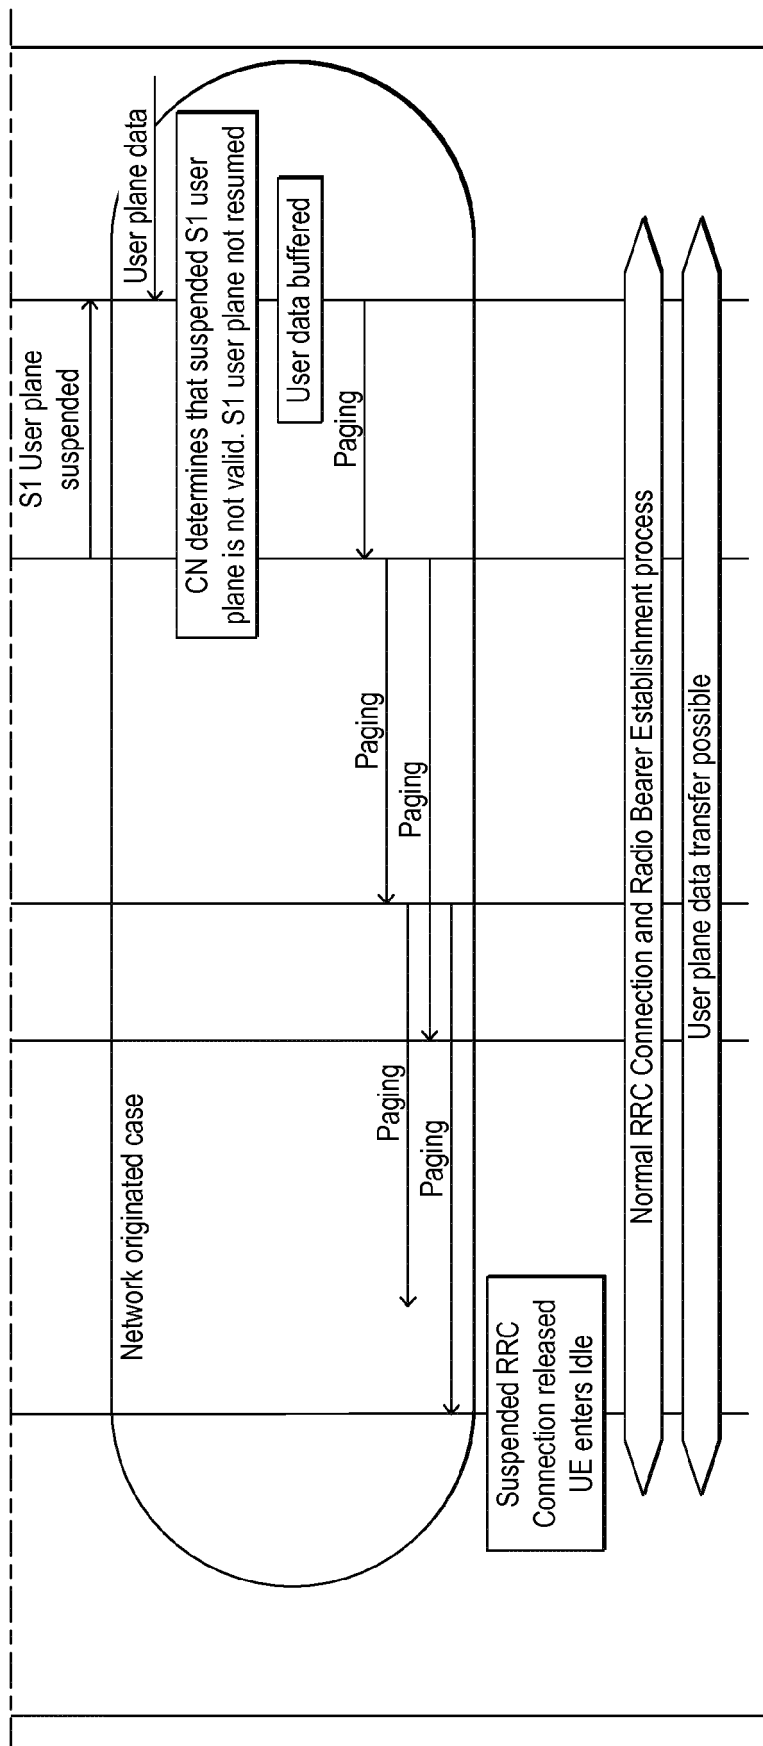 S1 User plane
suspended
User plane data
Network originated case
CN determines that suspended S1 user
plane is not valid. S1 user plane not resumed
User data buffered
Paging
Paging
Paging
Paging
Paging
Suspended RRC
Connection released
UE enters Idle
Normal RRC Connection and Radio Bearer Establishment process
User plane data transfer possible